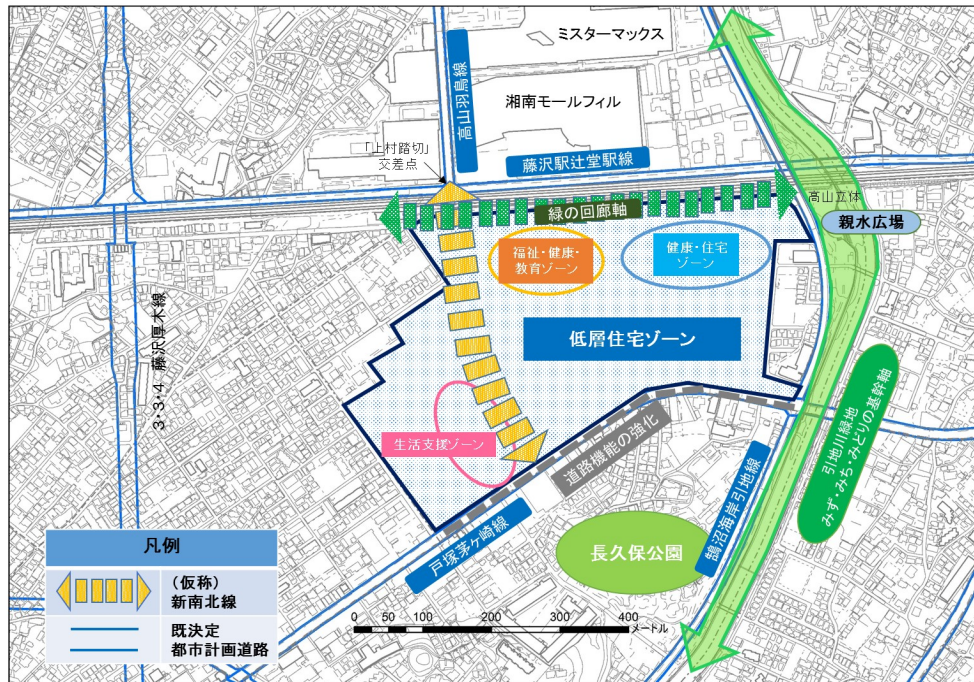 ミスターマックス
高山羽鳥線
湘南モールフィル
「上村踏切」
交差点
藤沢駅辻堂駅線
高山立体
緑の回廊軸
親水広場
福祉・健康・
教育ゾーン
健康・住宅
ゾーン
3・3・4 藤沢厚木線
低層住宅ゾーン
生活支援ゾーン
道路機能の強化
引地川緑地
みず・みち・みどりの基幹軸
戸塚茅ヶ崎線
鵠沼海岸引地線
長久保公園
凡例
(仮称)
新南北線
既決定
都市計画道路
0 50 100 200 300 400
メートル